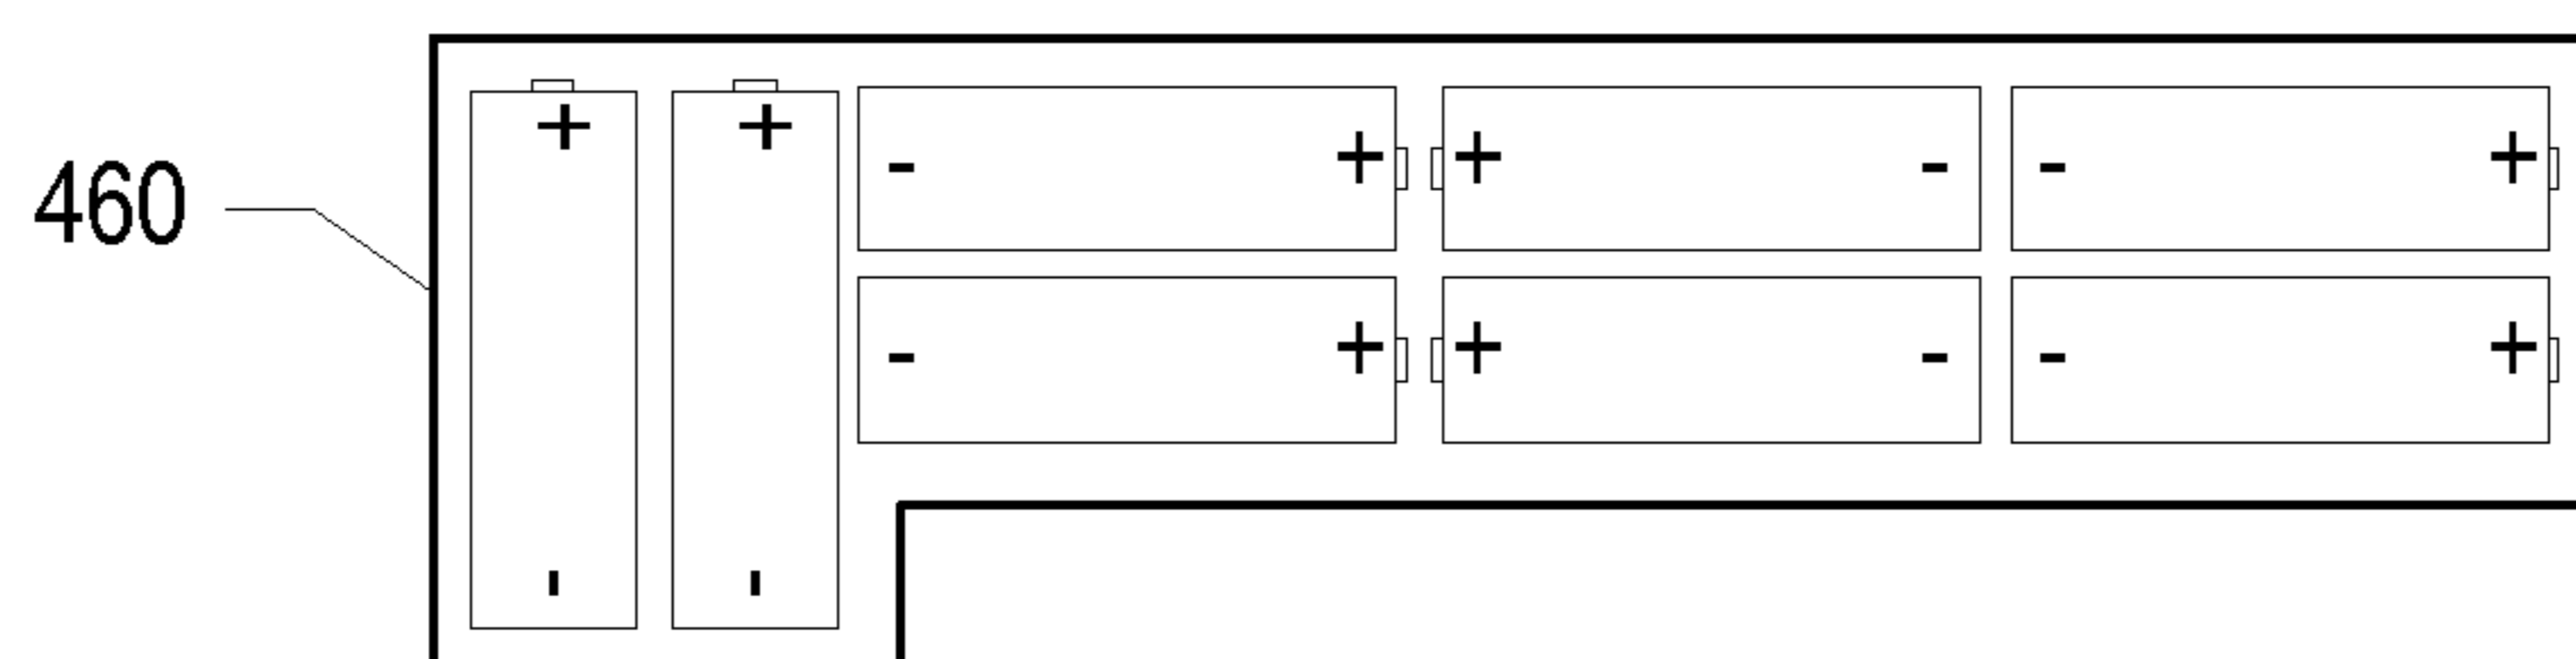 + + - + + - - +
460
- + + - - +
- -